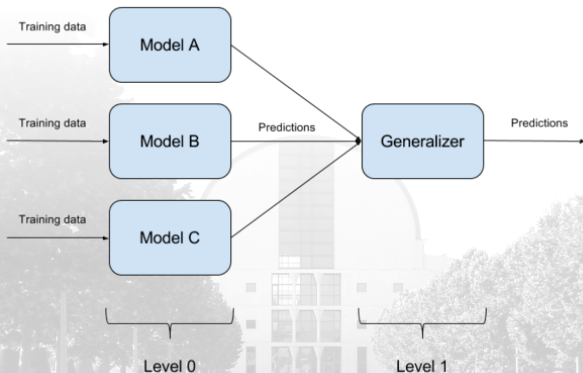 Training data
Model A
Training data
Model B
Predictions
Generalizer
Predictions
Training data
Model C
Level 0
Level 1